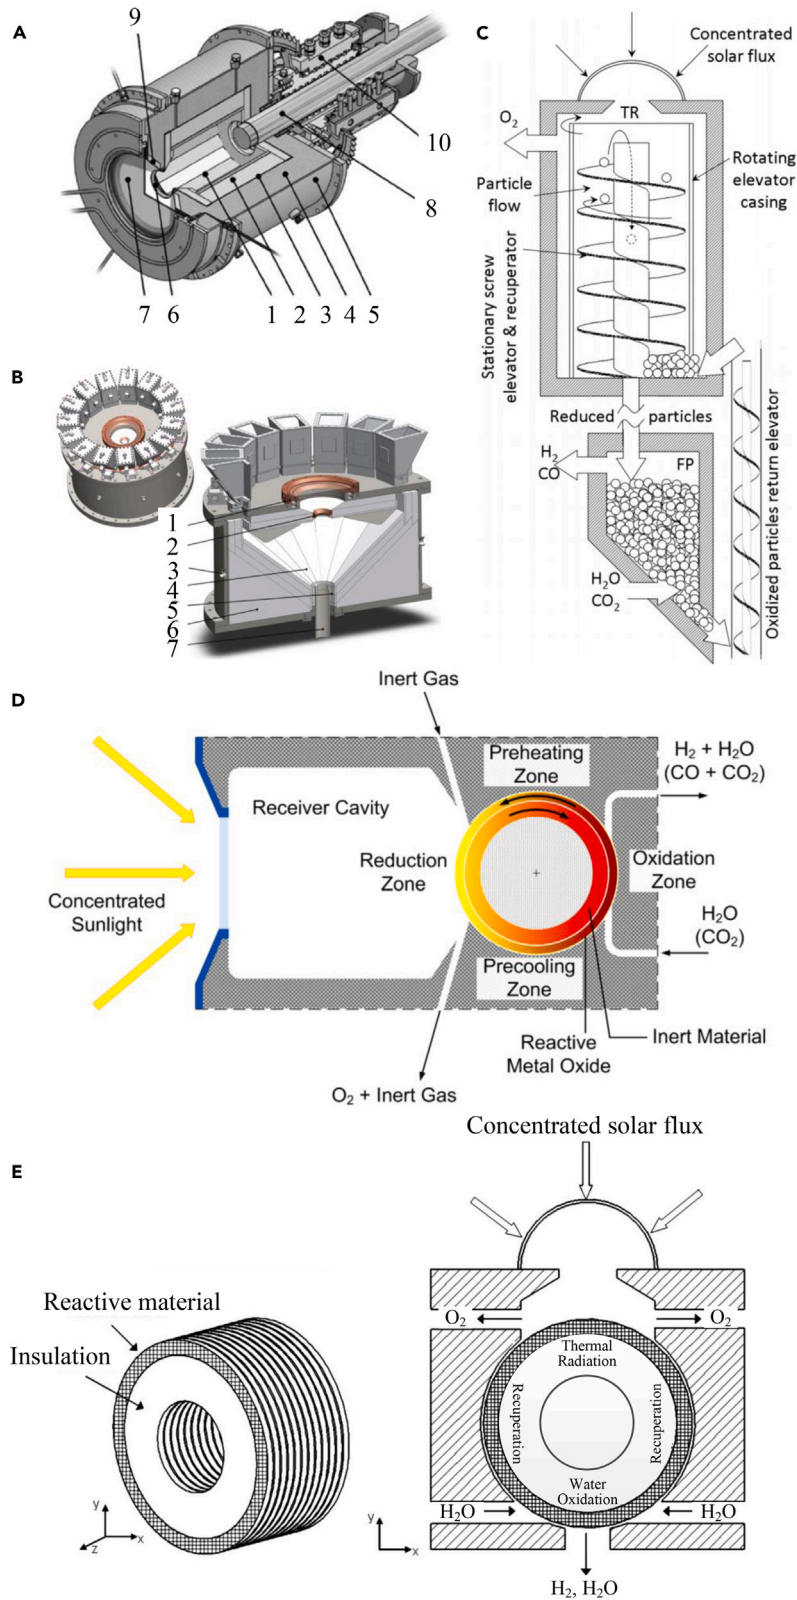 A
9
10
8
7
6
1
2
3
4
5
B
1
2
3
4
5
6
7
C
Concentrated
solar flux
TR
O2
Rotating
elevator
casing
Particle
flow
Stationary screw
elevator & recuperator
Reduced
particles
H2
CO
FP
H2O
CO2
Oxidized particles return elevator
D
Inert Gas
Preheating
Zone
H2 + H2O
(CO + CO2)
Receiver Cavity
Reduction
Zone
Oxidation
Zone
Concentrated
Sunlight
H2O
(CO2)
Precooling
Zone
Inert Material
Reactive
Metal Oxide
O2 + Inert Gas
E
Concentrated solar flux
Reactive material
Insulation
O2
O2
Thermal
Radiation
Recuperation
Recuperation
Water
Oxidation
H2O
H2O
H2, H2O
y
x
z
y
x